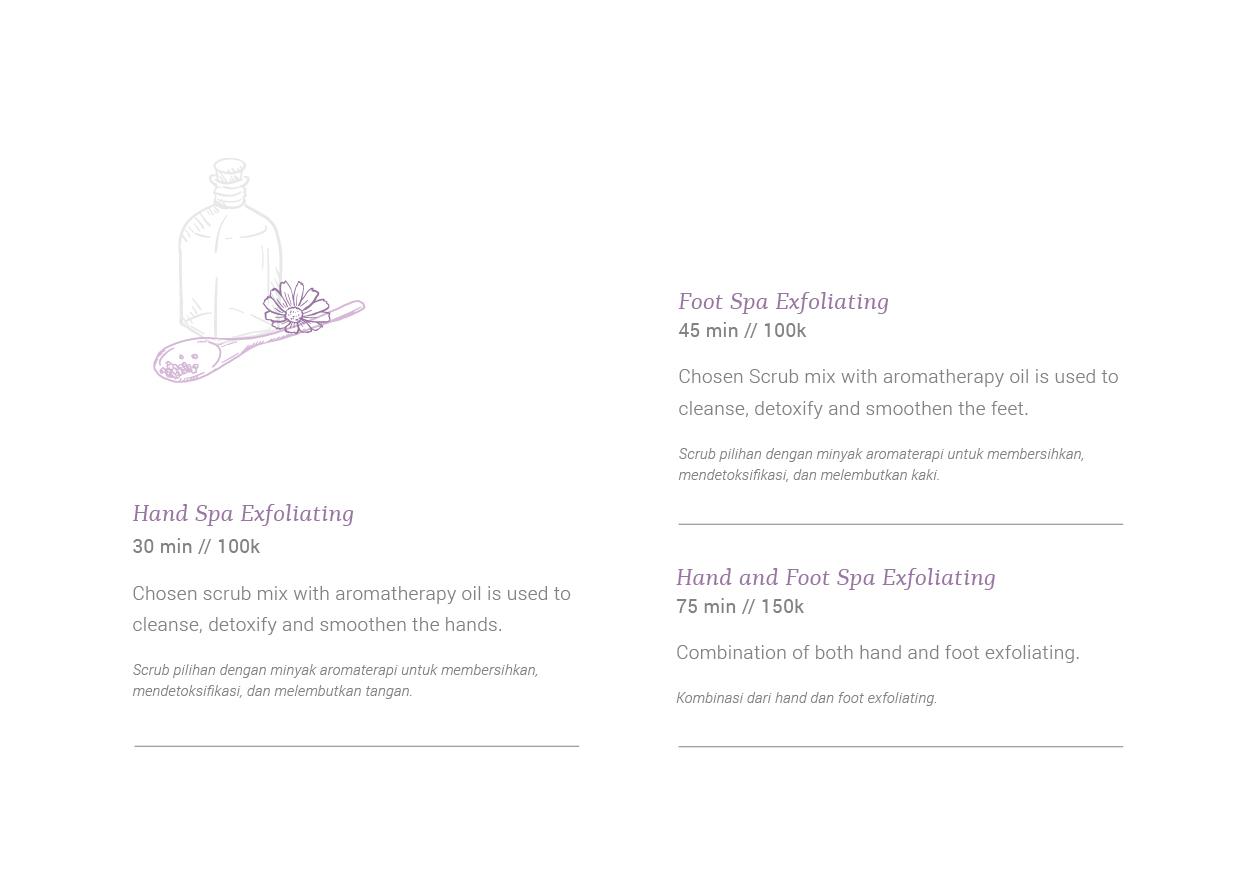 Hand Spa Exfoliating
30 min // 100k
Chosen scrub mix with aromatherapy oil is used to
cleanse, detoxify and smoothen the hands.
Scrub pilihan dengan minyak aromaterapi untuk membersihkan,
mendetoksifikasi, dan melembutkan tangan.
Foot Spa Exfoliating
45 min // 100k
Chosen Scrub mix with aromatherapy oil is used to
cleanse, detoxify and smoothen the feet.
Scrub pilihan dengan minyak aromaterapi untuk membersihkan,
mendetoksifikasi, dan melembutkan kaki.
Hand and Foot Spa Exfoliating
75 min // 150k
Combination of both hand and foot exfoliating.
Kombinasi dari hand dan foot exfoliating.